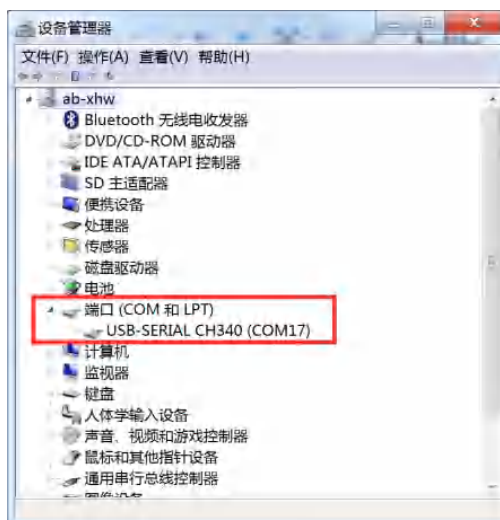 设备管理器
文件(F) 操作(A) 查看(V) 帮助(H)
ab-xhw
Bluetooth 无线电收发器
DVD/CD-ROM 驱动器
IDE ATA/ATAPI 控制器
SD 主适配器
便携设备
处理器
传感器
磁盘驱动器
电池
端口 (COM 和 LPT)
USB-SERIAL CH340 (COM17)
计算机
监视器
键盘
人体学输入设备
声音、视频和游戏控制器
鼠标和其他指针设备
通用串行总线控制器
图像设备